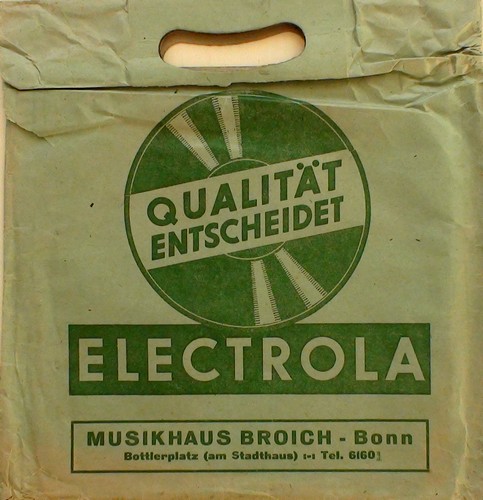 QUALITÄT
ENTSCHEIDET
ELECTROLA
MUSIKHAUS BROICH - Bonn
Bottlerplatz (am Stadthaus) :-: Tel. 6160